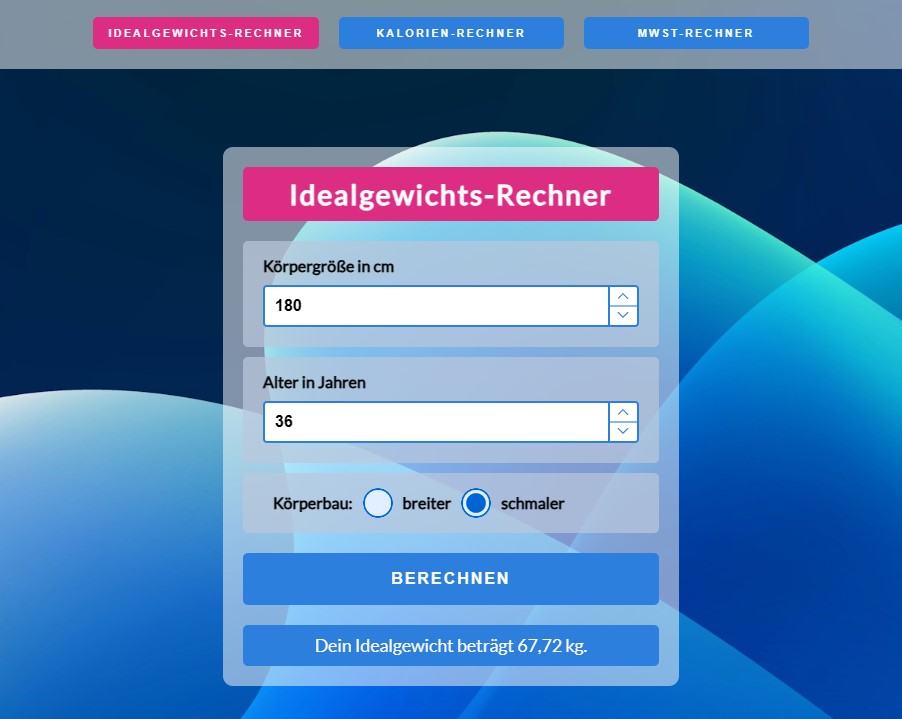 IDEALGEWICHTS-RECHNER KALORIEN-RECHNER MWST-RECHNER
Idealgewichts-Rechner
Körpergröße in cm
180
Alter in Jahren
36
Körperbau: breiter schmaler
BERECHNEN
Dein Idealgewicht beträgt 67,72 kg.